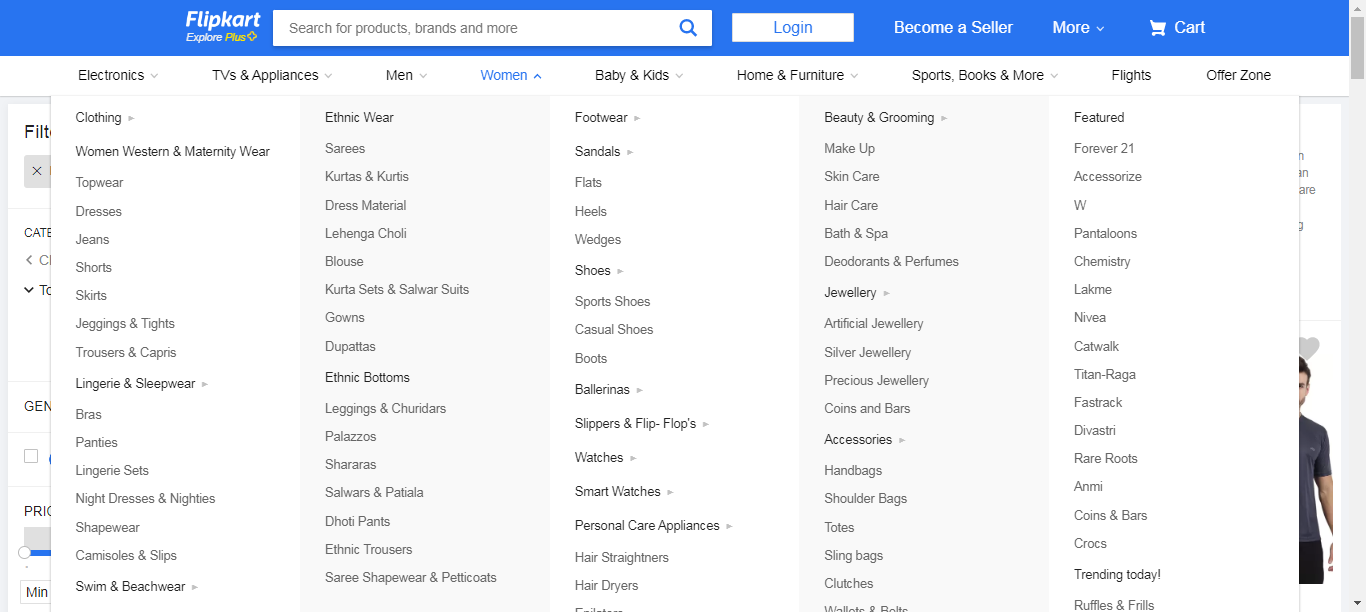 Flipkart
Explore Plus
Search for products, brands and more
Login
Become a Seller
More
Cart
Electronics
TVs & Appliances
Men
Women
Baby & Kids
Home & Furniture
Sports, Books & More
Flights
Offer Zone
Clothing
Women Western & Maternity Wear
Topwear
Dresses
Jeans
Shorts
Skirts
Jeggings & Tights
Trousers & Capris
Lingerie & Sleepwear
Bras
Panties
Lingerie Sets
Night Dresses & Nighties
Shapewear
Camisoles & Slips
Swim & Beachwear
Ethnic Wear
Sarees
Kurtas & Kurtis
Dress Material
Lehenga Choli
Blouse
Kurta Sets & Salwar Suits
Gowns
Dupattas
Ethnic Bottoms
Leggings & Churidars
Palazzos
Shararas
Salwars & Patiala
Dhoti Pants
Ethnic Trousers
Saree Shapewear & Petticoats
Footwear
Sandals
Flats
Heels
Wedges
Shoes
Sports Shoes
Casual Shoes
Boots
Ballerinas
Slippers & Flip- Flop's
Watches
Smart Watches
Personal Care Appliances
Hair Straightners
Hair Dryers
Beauty & Grooming
Make Up
Skin Care
Hair Care
Bath & Spa
Deodorants & Perfumes
Jewellery
Artificial Jewellery
Silver Jewellery
Precious Jewellery
Coins and Bars
Accessories
Handbags
Shoulder Bags
Totes
Sling bags
Clutches
Wallets & Belts
Featured
Forever 21
Accessorize
W
Pantaloons
Chemistry
Lakme
Nivea
Catwalk
Titan-Raga
Fastrack
Divastri
Rare Roots
Anmi
Coins & Bars
Crocs
Trending today!
Ruffles & Frills
Min